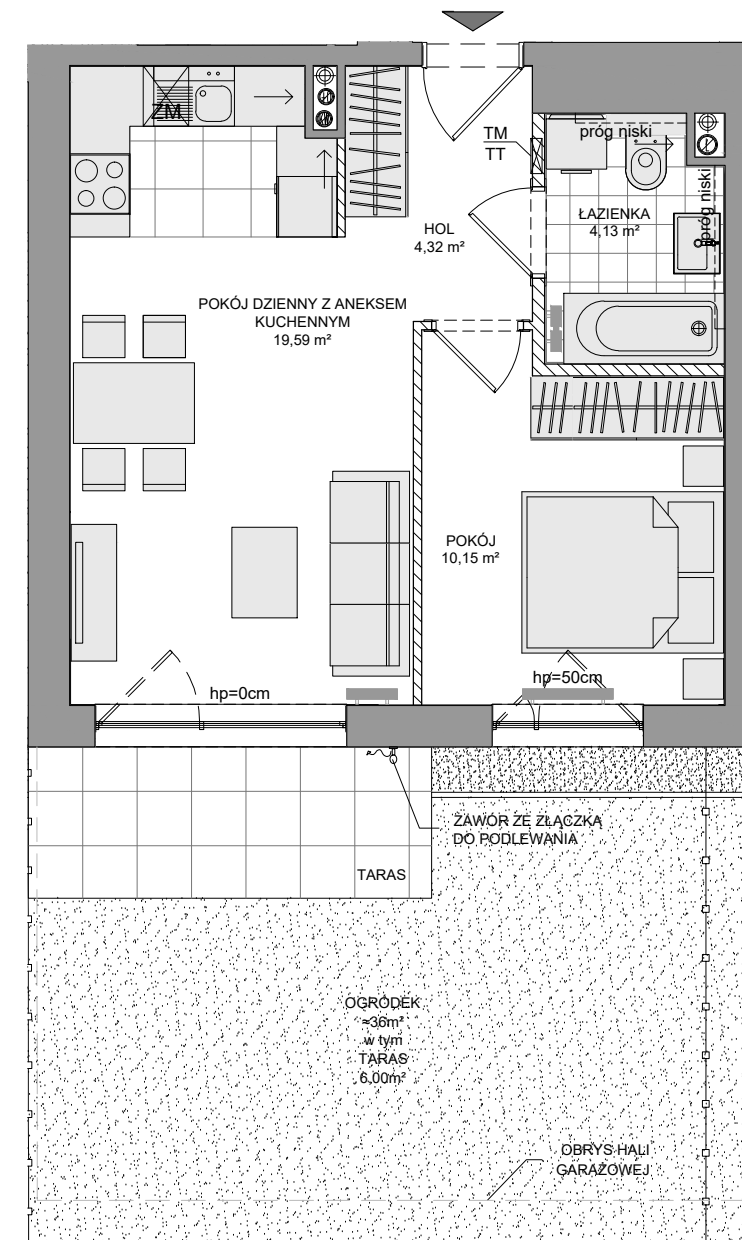 ZM
TM
TT
próg niski
próg niski
ŁAZIENKA
4,13 m²
HOL
4,32 m²
POKÓJ DZIENNY Z ANEKSEM
KUCHENNYM
19,59 m²
POKÓJ
10,15 m²
hp=0cm
hp=50cm
ZAWÓR ZE ZŁĄCZKĄ
DO PODLEWANIA
TARAS
OGRÓDEK
≈36m²
w tym
TARAS
6,00m²
OBRYS HALI
GARAŻOWEJ